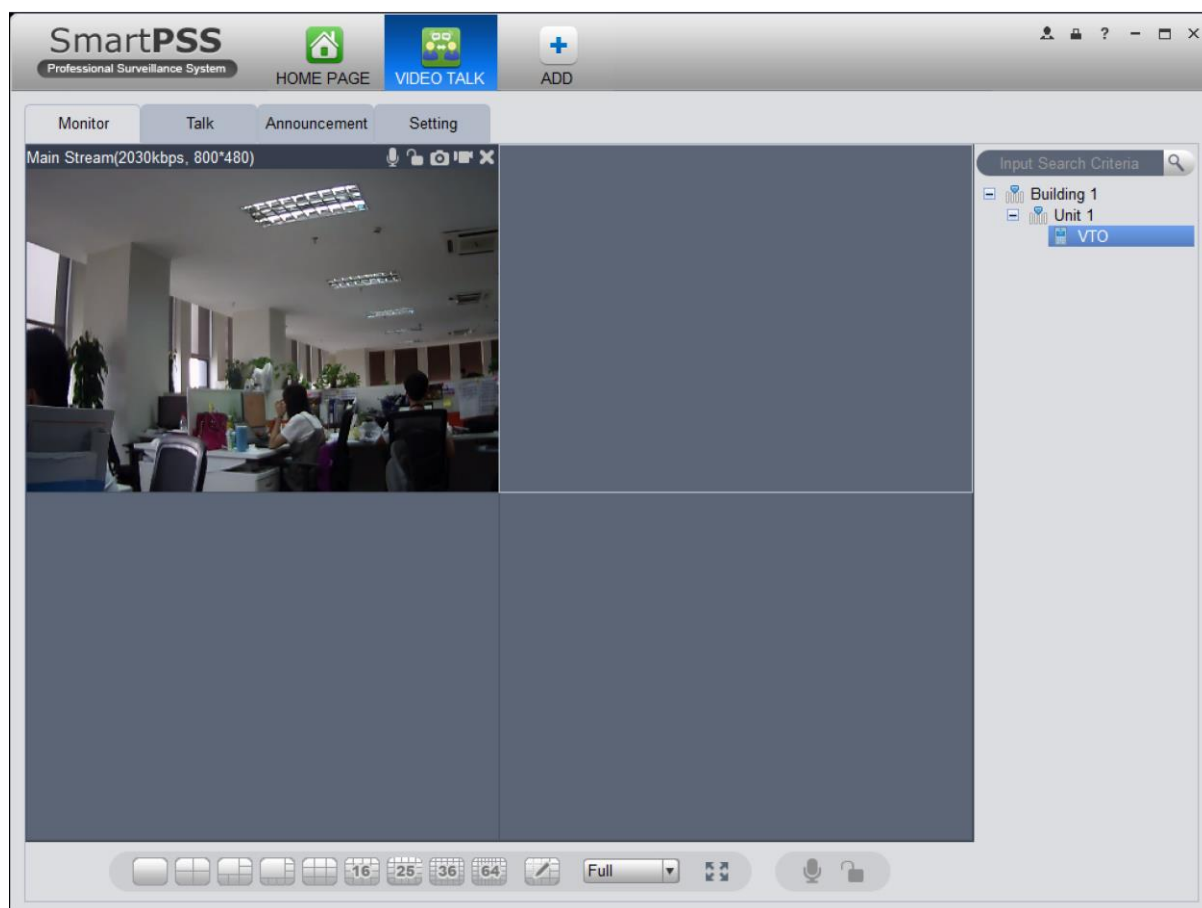 SmartPSS
Professional Surveillance System
HOME PAGE
VIDEO TALK
ADD
?
Monitor
Talk
Announcement
Setting
Main Stream(2030kbps, 800*480)
Input Search Criteria
Building 1
Unit 1
VTO
16
25
36
64
Full